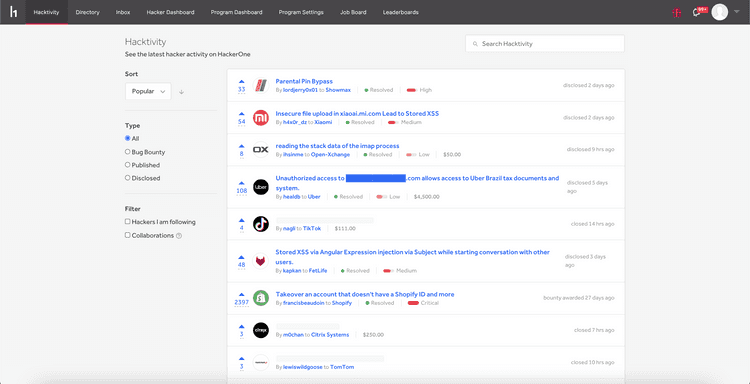 h Hacktivity Directory Inbox Hacker Dashboard Program Dashboard Program Settings Job Board Leaderboards 99+
Hacktivity
See the latest hacker activity on HackerOne
Search Hacktivity
Sort
Popular
Type
All
Bug Bounty
Published
Disclosed
Filter
Hackers I am following
Collaborations
Parental Pin Bypass
33
By lordjerry0x01 to Showmax Resolved High
disclosed 2 days ago
Insecure file upload in xiaoai.mi.com Lead to Stored XSS
54
By h4x0r_dz to Xiaomi Resolved Medium
disclosed 2 days ago
reading the stack data of the imap process
8
OX
By ihsinme to Open-Xchange Resolved Low $50.00
disclosed 9 hrs ago
Unauthorized access to .com allows access to Uber Brazil tax documents and
system.
108
Uber
By hexldb to Uber Resolved Low $4,500.00
disclosed 5 days
ago
4
By nagli to TikTok $111.00
closed 14 hrs ago
Stored XSS via Angular Expression injection via Subject while starting conversation with other
users.
48
By kapkan to FetLife Resolved Medium
disclosed 3 days
ago
Takeover an account that doesn't have a Shopify ID and more
2397
By francisbeaudoin to Shopify Resolved Critical
bounty awarded 27 days ago
3
citrix
By m0chan to Citrix Systems $250.00
closed 7 hrs ago
3
By lewiswildgoose to TomTom
closed 10 hrs ago